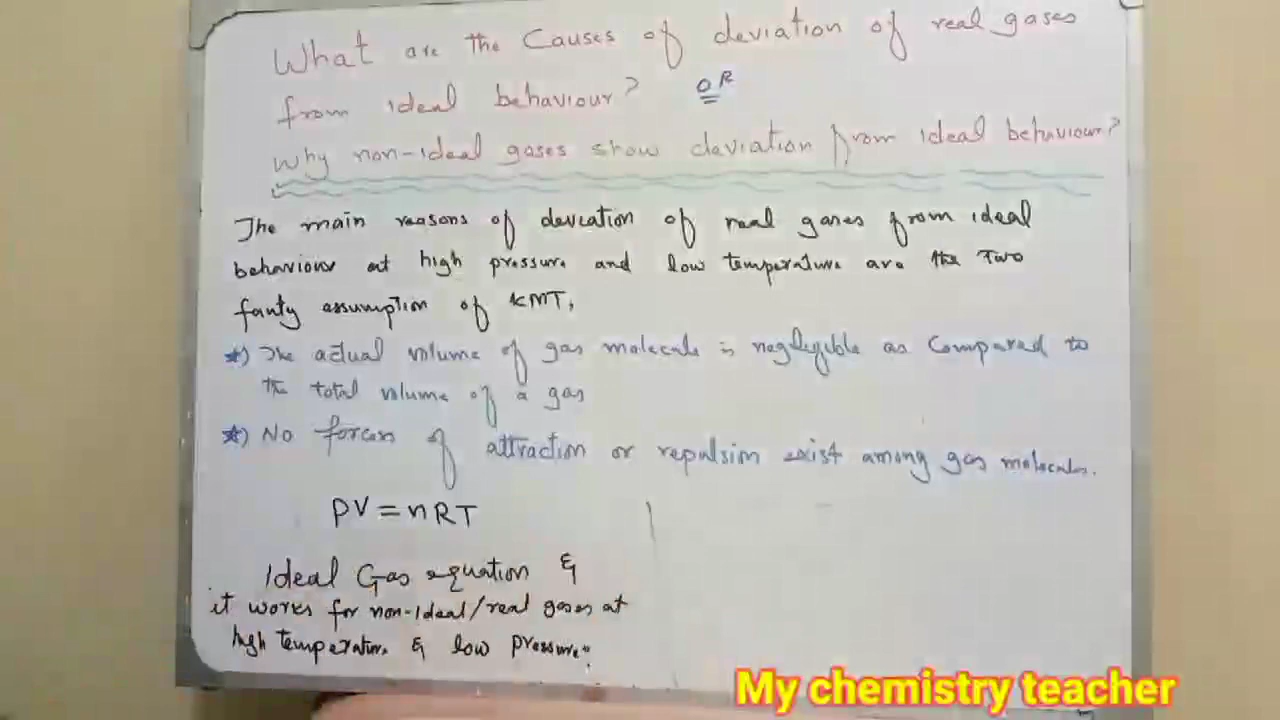 What are the Causes of deviation of real gases
from ideal behaviour? OR
Why non-ideal gases show deviation from ideal behaviour?
The main reasons of deviation of real gases from ideal
behaviour at high pressure and low temperature are the Two
faulty assumption of KMT.
*) The actual volume of gas molecule is negligible as Compared to
the total volume of a gas
*) No forces of attraction or repulsion exist among gas molecules.
PV = nRT
Ideal Gas equation &
it works for non-ideal/real gases at
high temperature & low pressure.
My chemistry teacher